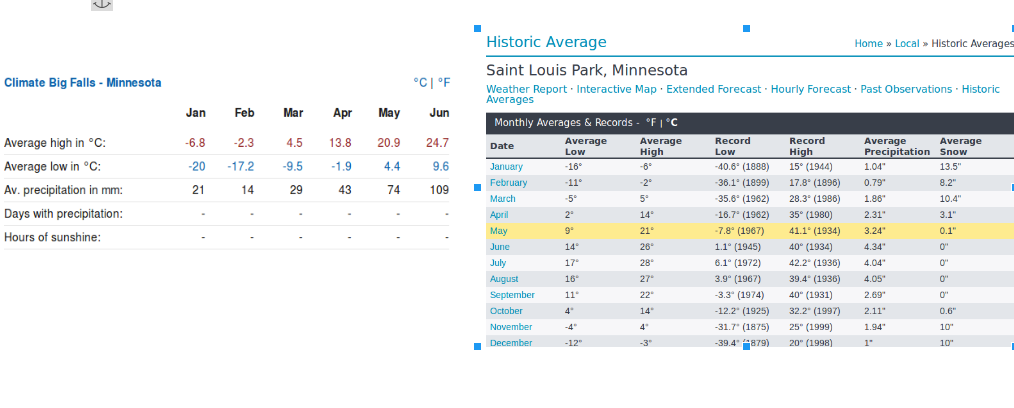 Climate Big Falls - Minnesota °C | °F
Jan Feb Mar Apr May Jun
Average high in °C: -6.8 -2.3 4.5 13.8 20.9 24.7
Average low in °C: -20 -17.2 -9.5 -1.9 4.4 9.6
Av. precipitation in mm: 21 14 29 43 74 109
Days with precipitation: - - - - - -
Hours of sunshine: - - - - - -
Historic Average Home » Local » Historic Averages
Saint Louis Park, Minnesota
Weather Report · Interactive Map · Extended Forecast · Hourly Forecast · Past Observations · Historic
Averages
Monthly Averages & Records - °F | °C
Date Average Low Average High Record Low Record High Average Precipitation Average Snow
January -16° -6° -40.6° (1888) 15° (1944) 1.04" 13.5"
February -11° -2° -36.1° (1899) 17.8° (1896) 0.79" 8.2"
March -5° 5° -35.6° (1962) 28.3° (1986) 1.86" 10.4"
April 2° 14° -16.7° (1962) 35° (1980) 2.31" 3.1"
May 9° 21° -7.8° (1967) 41.1° (1934) 3.24" 0.1"
June 14° 26° 1.1° (1945) 40° (1934) 4.34" 0"
July 17° 28° 6.1° (1972) 42.2° (1936) 4.04" 0"
August 16° 27° 3.9° (1967) 39.4° (1936) 4.05" 0"
September 11° 22° -3.3° (1974) 40° (1931) 2.69" 0"
October 4° 14° -12.2° (1925) 32.2° (1997) 2.11" 0.6"
November -4° 4° -31.7° (1875) 25° (1999) 1.94" 10"
December -12° -3° -39.4° (1879) 20° (1998) 1" 10"